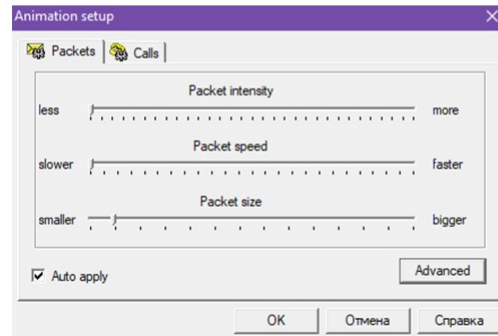 Animation setup
Packets Calls
Packet intensity
less more
Packet speed
slower faster
Packet size
smaller bigger
Auto apply Advanced
OK Отмена Справка